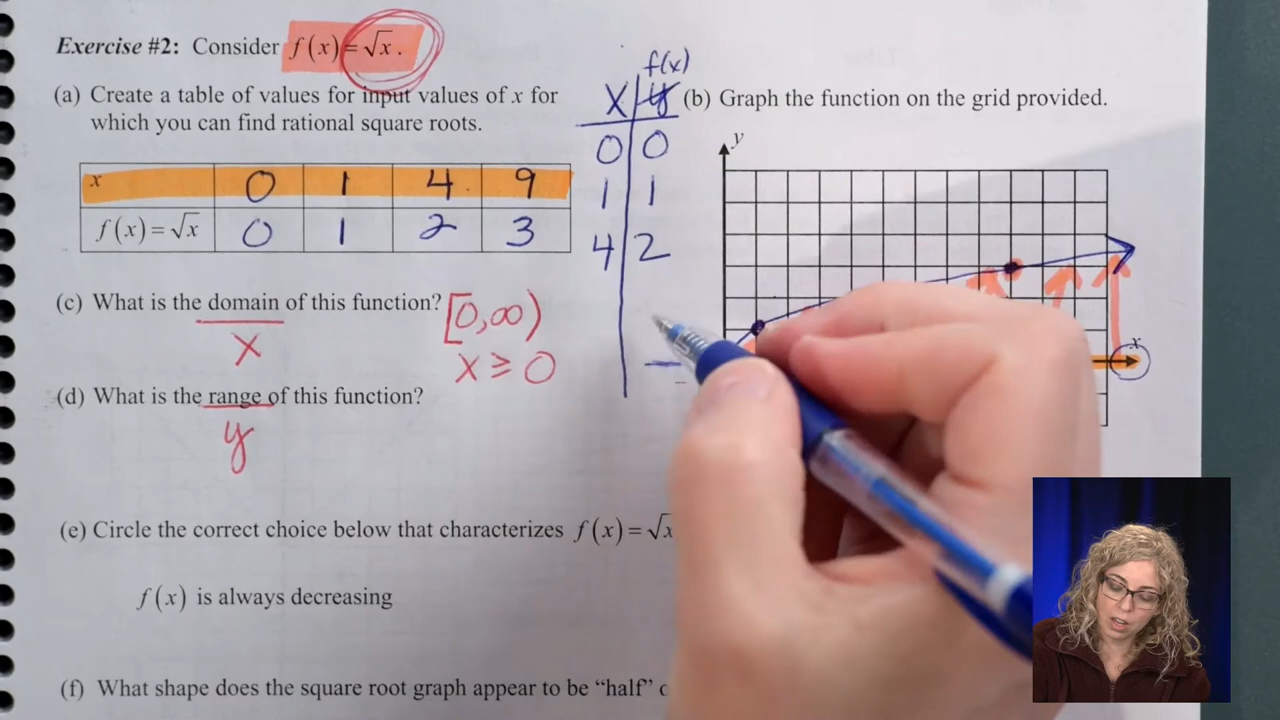 Exercise #2: Consider f(x)=√x.
(a) Create a table of values for input values of x for
which you can find rational square roots.
x 0 1 4 9
f(x)=√x 0 1 2 3
(c) What is the domain of this function? [0,∞)
x x ≥ 0
(d) What is the range of this function?
y
(e) Circle the correct choice below that characterizes f(x)=√x
f(x) is always decreasing
(f) What shape does the square root graph appear to be “half”
f(x)
x y
0 0
1 1
4 2
(b) Graph the function on the grid provided.
y
x